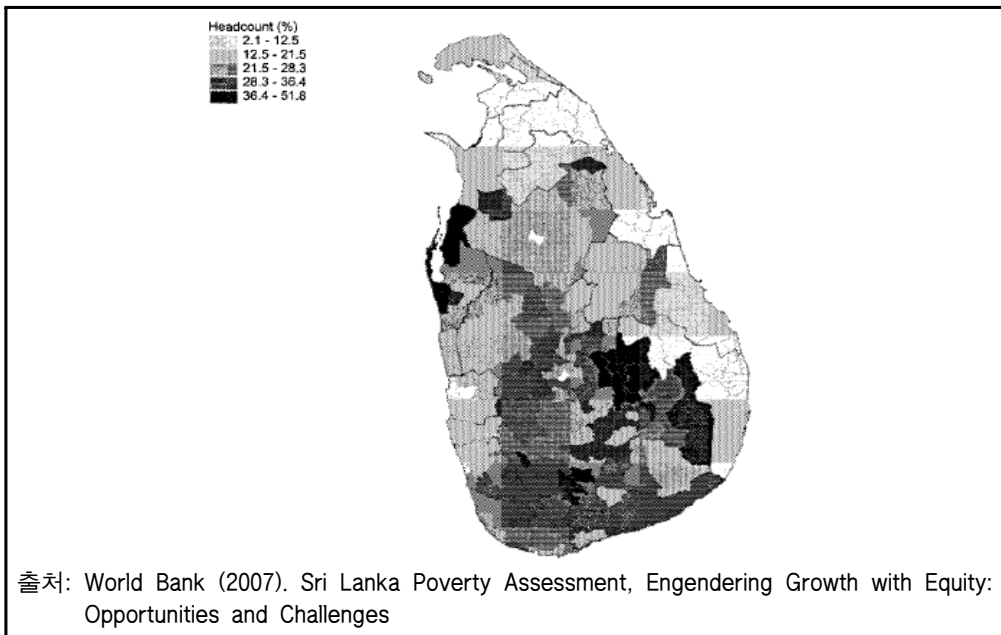 Headcount (%)
2.1 - 12.5
12.5 - 21.5
21.5 - 28.3
28.3 - 36.4
36.4 - 51.8
출처: World Bank (2007). Sri Lanka Poverty Assessment, Engendering Growth with Equity:
Opportunities and Challenges